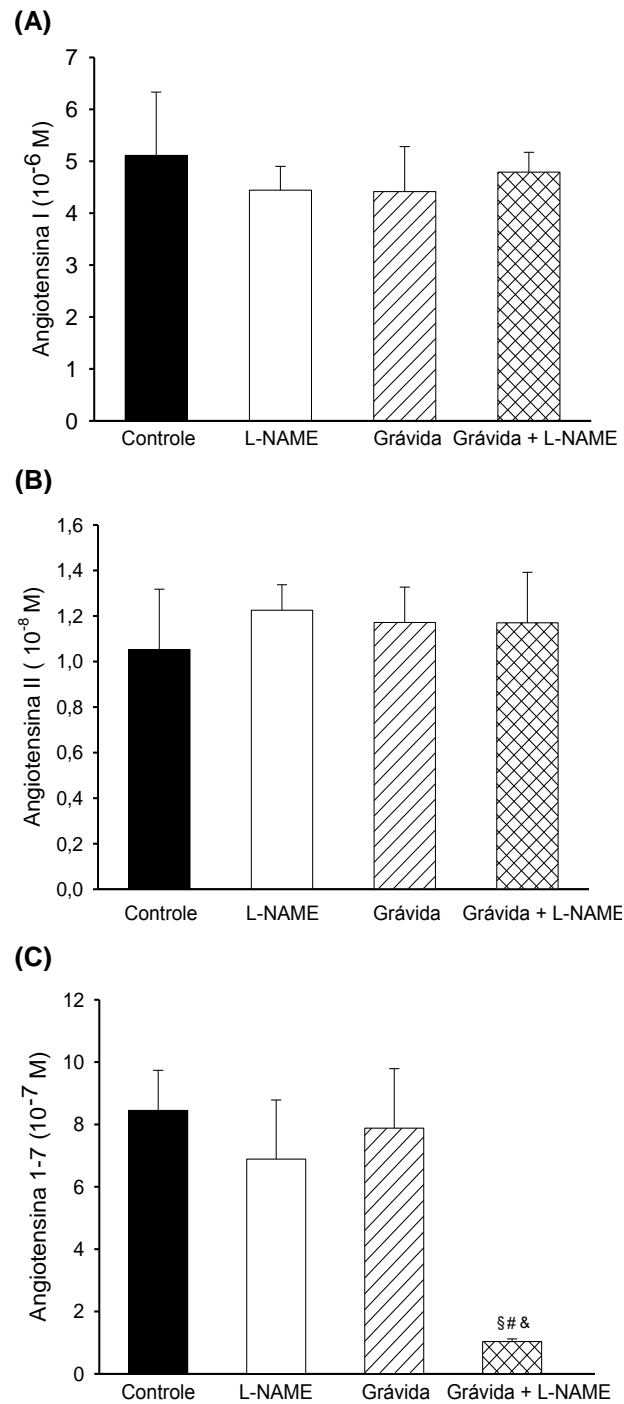 (A)
Angiotensina I (10⁻⁶ M)
7
6
5
4
3
2
1
0
Controle L-NAME Grávida Grávida + L-NAME
(B)
Angiotensina II ( 10⁻⁸ M)
1,6
1,4
1,2
1,0
0,8
0,6
0,4
0,2
0,0
Controle L-NAME Grávida Grávida + L-NAME
(C)
Angiotensina 1-7 (10⁻⁷ M)
12
10
8
6
4
2
0
§# &
Controle L-NAME Grávida Grávida + L-NAME